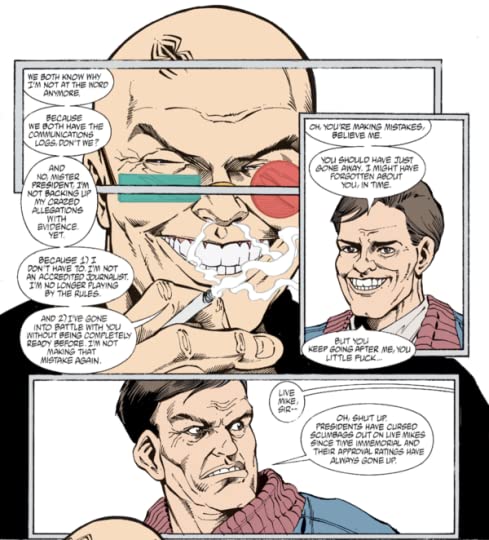 WE BOTH KNOW WHY
I'M NOT AT THE WORD
ANYMORE.
BECAUSE
WE BOTH HAVE THE
COMMUNICATIONS
LOGS, DON'T WE?
AND
NO, MISTER
PRESIDENT, I'M
NOT BACKING UP
MY CRAZED
ALLEGATIONS
WITH
EVIDENCE.
YET.
BECAUSE 1) I
DON'T HAVE TO. I'M NOT
AN ACCREDITED JOURNALIST.
I'M NO LONGER PLAYING
BY THE RULES.
AND 2) I'VE GONE
INTO BATTLE WITH YOU
WITHOUT BEING COMPLETELY
READY BEFORE. I'M NOT
MAKING THAT
MISTAKE AGAIN.
OH, YOU'RE MAKING MISTAKES,
BELIEVE ME.
YOU SHOULD HAVE JUST
GONE AWAY. I MIGHT HAVE
FORGOTTEN ABOUT
YOU, IN TIME.
BUT YOU
KEEP GOING AFTER ME, YOU
LITTLE FUCK...
LIVE
MIKE,
SIR--
OH, SHUT UP.
PRESIDENTS HAVE CURSED
SCUMBAGS OUT ON LIVE MIKES
SINCE TIME IMMEMORIAL AND
THEIR APPROVAL RATINGS HAVE
ALWAYS GONE UP.